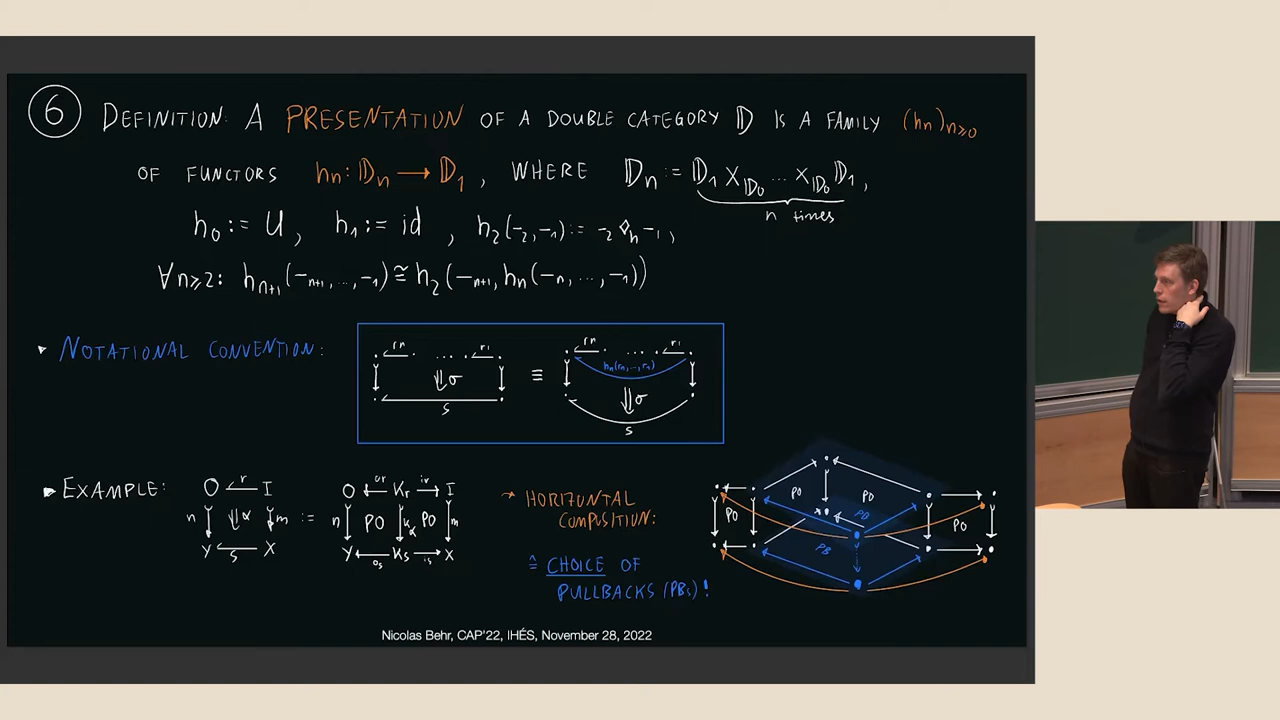 ⑥ DEFINITION: A PRESENTATION OF A DOUBLE CATEGORY 𝔻 IS A FAMILY (hn)n≥0
OF FUNCTORS hn: 𝔻n → 𝔻1, WHERE 𝔻n := 𝔻1 ×𝔻0 ... ×𝔻0 𝔻1,
n times
h0 := U, h1 := id, h2(-2,-1) := -2 ◇h -1,
∀n≥2: hn+1(-n+1,...,-1) ≅ h2(-n+1, hn(-n,...,-1))
NOTATIONAL CONVENTION:
rn ... r1 ⇓σ s ≡ rn ... r1 hn(rn,...,r1) ⇓σ s
EXAMPLE:
O r I n ⇓α m Y s X := O or Kr ir I n PO kα PO m Y os Ks is X
→ HORIZONTAL
COMPOSITION:
≙ CHOICE OF
PULLBACKS (PBs)!
PO PO PO PB PO PB
Nicolas Behr, CAP'22, IHÉS, November 28, 2022